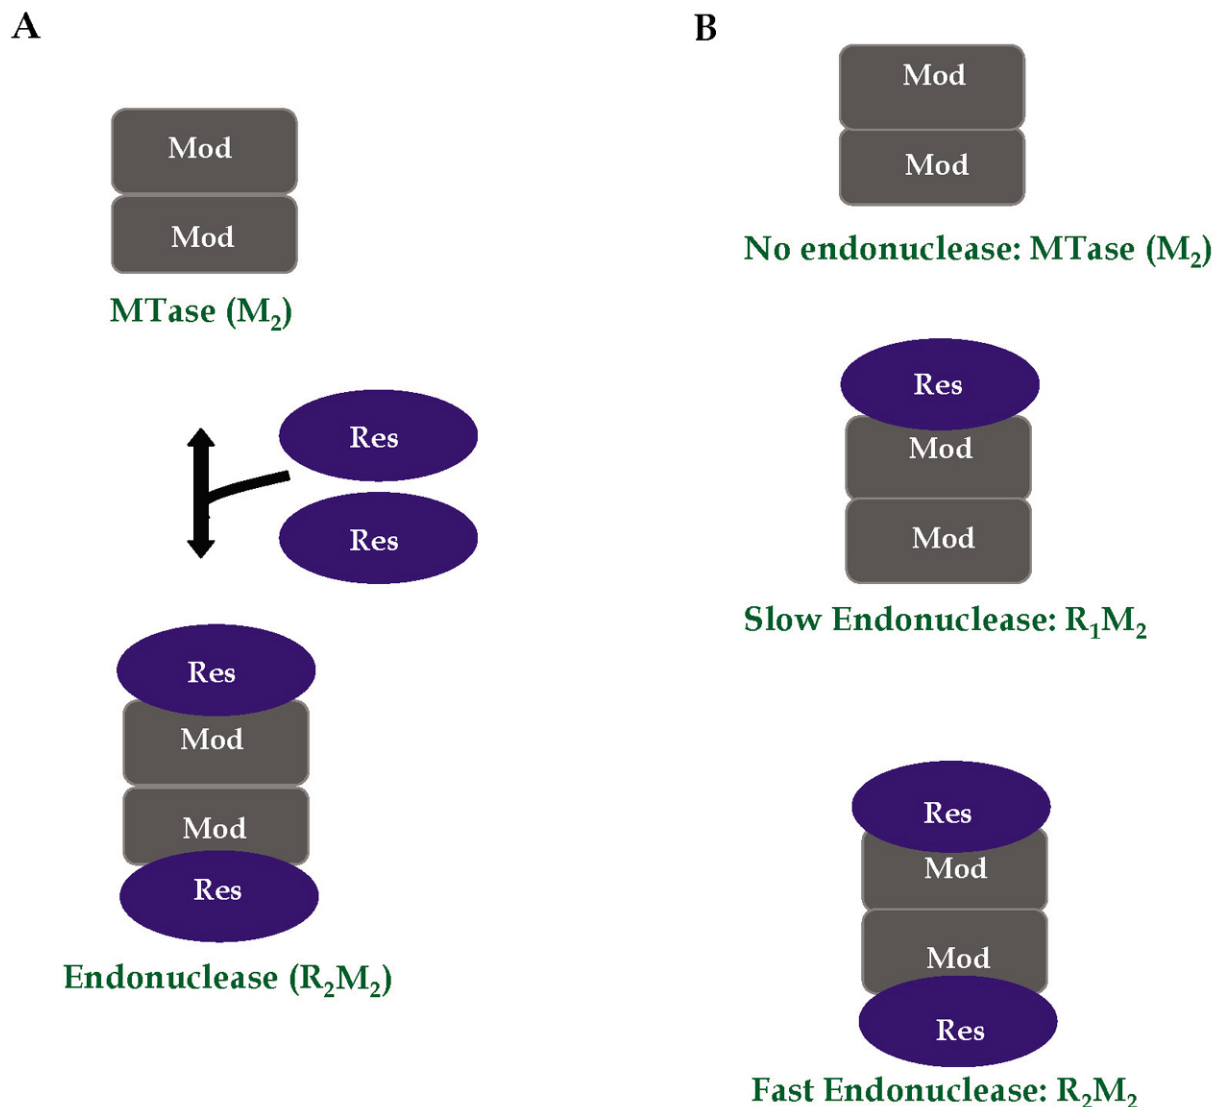 A
Mod
Mod
MTase (M₂)
Res
Res
Res
Mod
Mod
Res
Endonuclease (R₂M₂)
B
Mod
Mod
No endonuclease: MTase (M₂)
Res
Mod
Mod
Slow Endonuclease: R₁M₂
Res
Mod
Mod
Res
Fast Endonuclease: R₂M₂